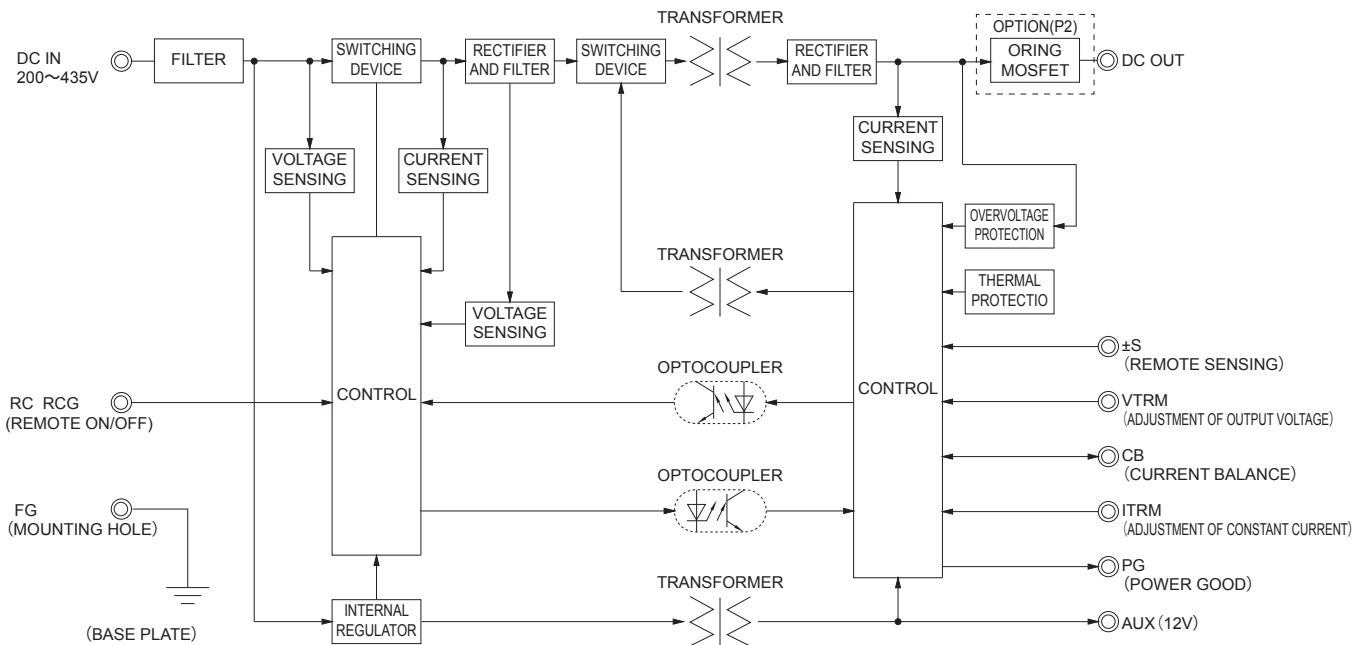 TRANSFORMER
OPTION(P2)
DC IN
200～435V
FILTER
SWITCHING
DEVICE
RECTIFIER
AND FILTER
SWITCHING
DEVICE
RECTIFIER
AND FILTER
ORING
MOSFET
DC OUT
VOLTAGE
SENSING
CURRENT
SENSING
CURRENT
SENSING
OVERVOLTAGE
PROTECTION
TRANSFORMER
THERMAL
PROTECTIO
VOLTAGE
SENSING
±S
(REMOTE SENSING)
OPTOCOUPLER
CONTROL
CONTROL
RC RCG
(REMOTE ON/OFF)
VTRM
(ADJUSTMENT OF OUTPUT VOLTAGE)
CB
(CURRENT BALANCE)
OPTOCOUPLER
FG
(MOUNTING HOLE)
ITRM
(ADJUSTMENT OF CONSTANT CURRENT)
PG
(POWER GOOD)
TRANSFORMER
INTERNAL
REGULATOR
(BASE PLATE)
AUX(12V)